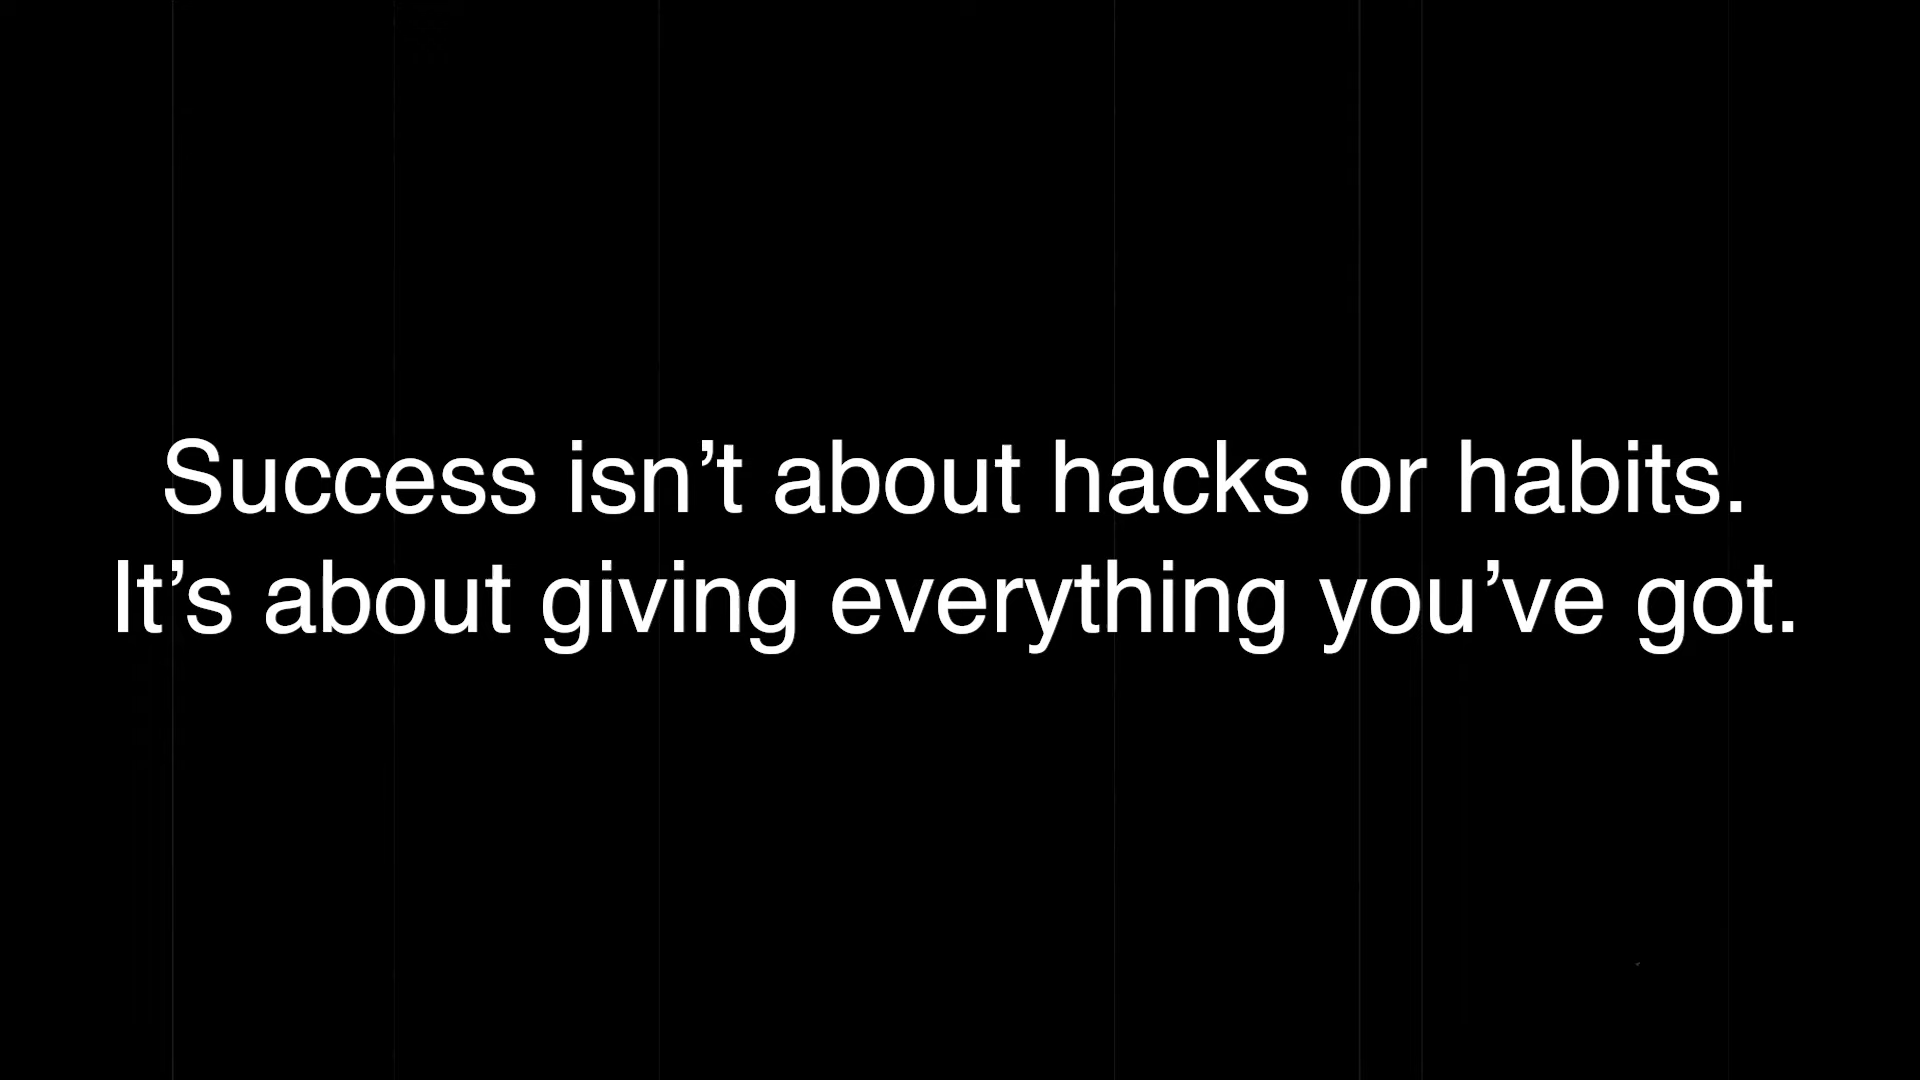 Success isn’t about hacks or habits.
It’s about giving everything you’ve got.